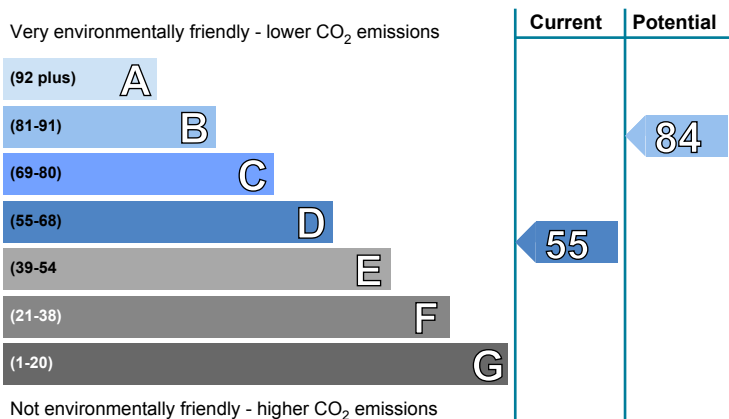 Very environmentally friendly - lower CO₂ emissions
Current
Potential
(92 plus) A
(81-91) B
84
(69-80) C
(55-68) D
55
(39-54 E
(21-38) F
(1-20) G
Not environmentally friendly - higher CO₂ emissions